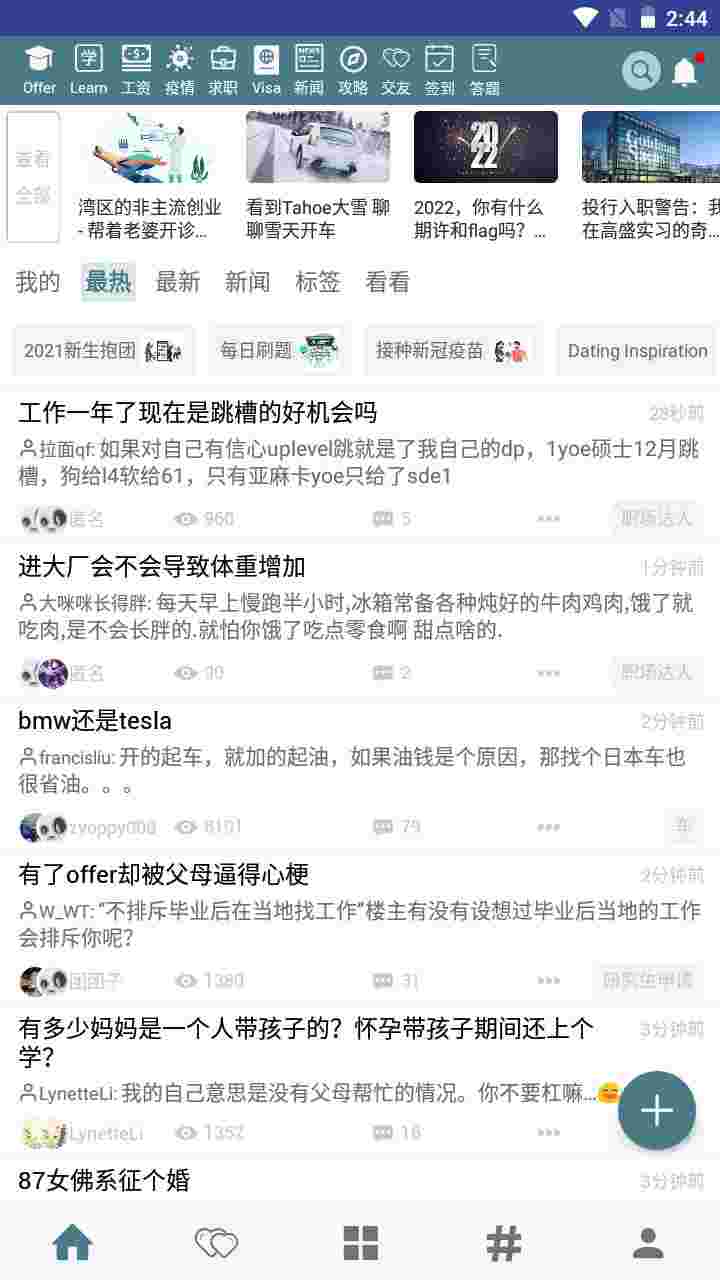 2:44
Offer Learn 工资 疫情 求职 Visa 新闻 攻略 交友 签到 答题
学
NEWS
查看
全部
2022
湾区的非主流创业
- 帮着老婆开诊...
看到Tahoe大雪 聊
聊雪天开车
2022，你有什么
期许和flag吗？...
投行入职警告：我
在高盛实习的奇...
我的 最热 最新 新闻 标签 看看
2021新生抱团 每日刷题 接种新冠疫苗 Dating Inspiration
工作一年了现在是跳槽的好机会吗
28秒前
拉面qf: 如果对自己有信心uplevel跳就是了我自己的dp，1yoe硕士12月跳
槽，狗给l4软给61，只有亚麻卡yoe只给了sde1
匿名 960 5 职场达人
进大厂会不会导致体重增加
1分钟前
大咪咪长得胖: 每天早上慢跑半小时,冰箱常备各种炖好的牛肉鸡肉,饿了就
吃肉,是不会长胖的.就怕你饿了吃点零食啊 甜点啥的.
匿名 90 2 职场达人
bmw还是tesla
2分钟前
francisliu: 开的起车，就加的起油，如果油钱是个原因，那找个日本车也
很省油。。。
zyoppy000 8101 79 车
有了offer却被父母逼得心梗
2分钟前
W_WT: “不排斥毕业后在当地找工作”楼主有没有设想过毕业后当地的工作
会排斥你呢？
团团子 1380 31 研究生申请
有多少妈妈是一个人带孩子的？怀孕带孩子期间还上个
学？
3分钟前
LynetteLi: 我的自己意思是没有父母帮忙的情况。你不要杠嘛...
LynetteLi 1352 16
87女佛系征个婚
3分钟前